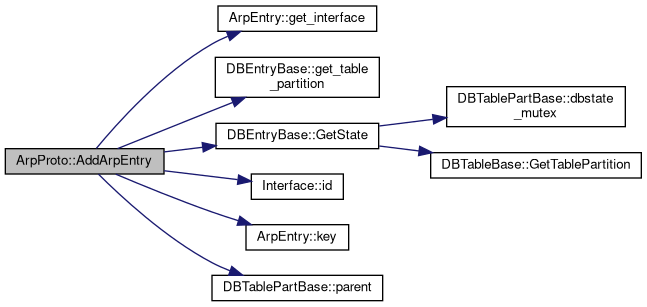 ArpProto::AddArpEntry
ArpEntry::get_interface
DBEntryBase::get_table
_partition
DBEntryBase::GetState
Interface::id
ArpEntry::key
DBTablePartBase::parent
DBTablePartBase::dbstate
_mutex
DBTableBase::GetTablePartition